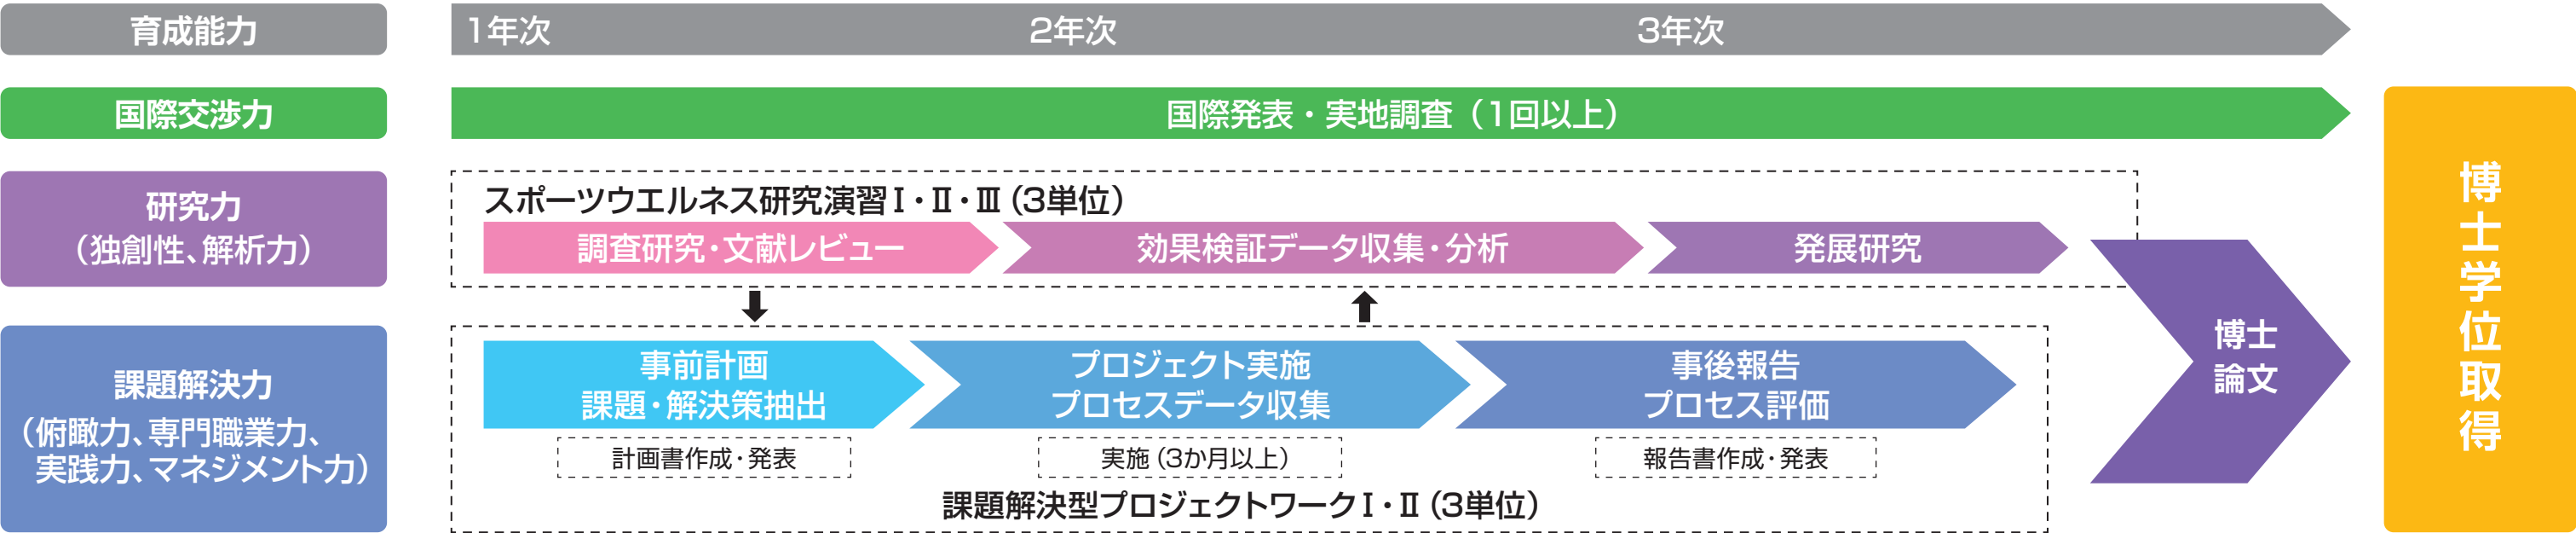 育成能力
1年次
2年次
3年次
国際交渉力
国際発表・実地調査（1回以上）
研究力
（独創性、解析力）
スポーツウエルネス研究演習Ⅰ・Ⅱ・Ⅲ（3単位）
調査研究・文献レビュー
効果検証データ収集・分析
発展研究
課題解決力
（俯瞰力、専門職業力、
実践力、マネジメント力）
事前計画
課題・解決策抽出
プロジェクト実施
プロセスデータ収集
事後報告
プロセス評価
計画書作成・発表
実施（3か月以上）
報告書作成・発表
課題解決型プロジェクトワークⅠ・Ⅱ（3単位）
博士
論文
博士学位取得